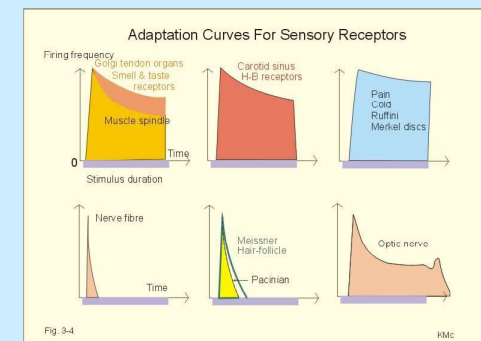 Adaptation Curves For Sensory Receptors
Firing frequency
Golgi tendon organs
Smell & taste
receptors
Muscle spindle
0
Time
Stimulus duration
Carotid sinus
H-B receptors
Pain
Cold
Ruffini
Merkel discs
Nerve fibre
Time
Meissner
Hair-follicle
Pacinian
Optic nerve
Fig. 3-4
KMc